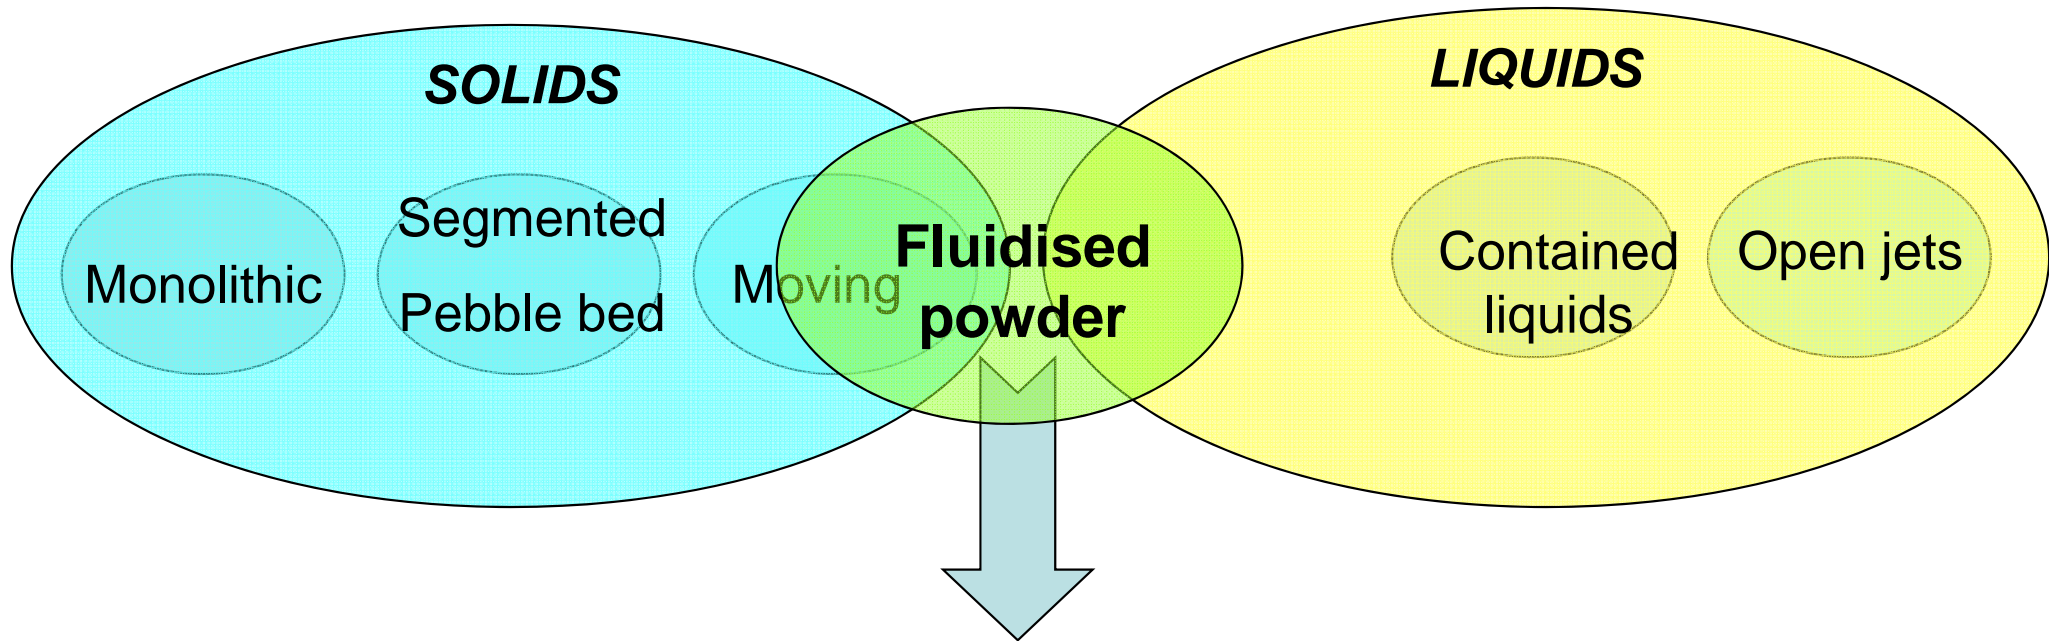 SOLIDS
LIQUIDS
Monolithic
Segmented
Pebble bed
Moving
Fluidised
powder
Contained
liquids
Open jets